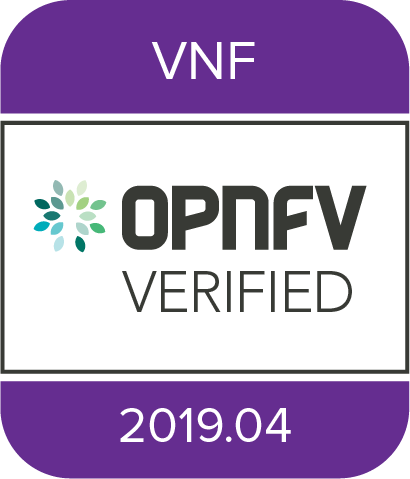 VNF
OPNFV
VERIFIED
2019.04